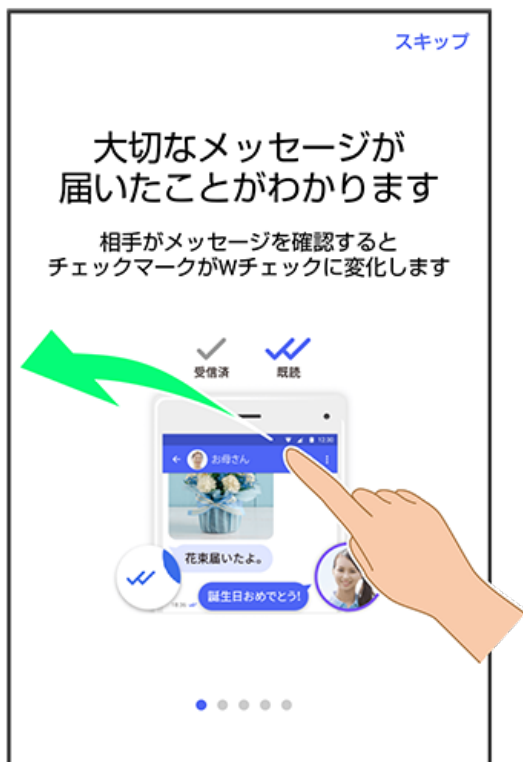 スキップ
大切なメッセージが
届いたことがわかります
相手がメッセージを確認すると
チェックマークがWチェックに変化します
受信済 既読
12:30
お母さん
花束届いたよ。
誕生日おめでとう!
18:36